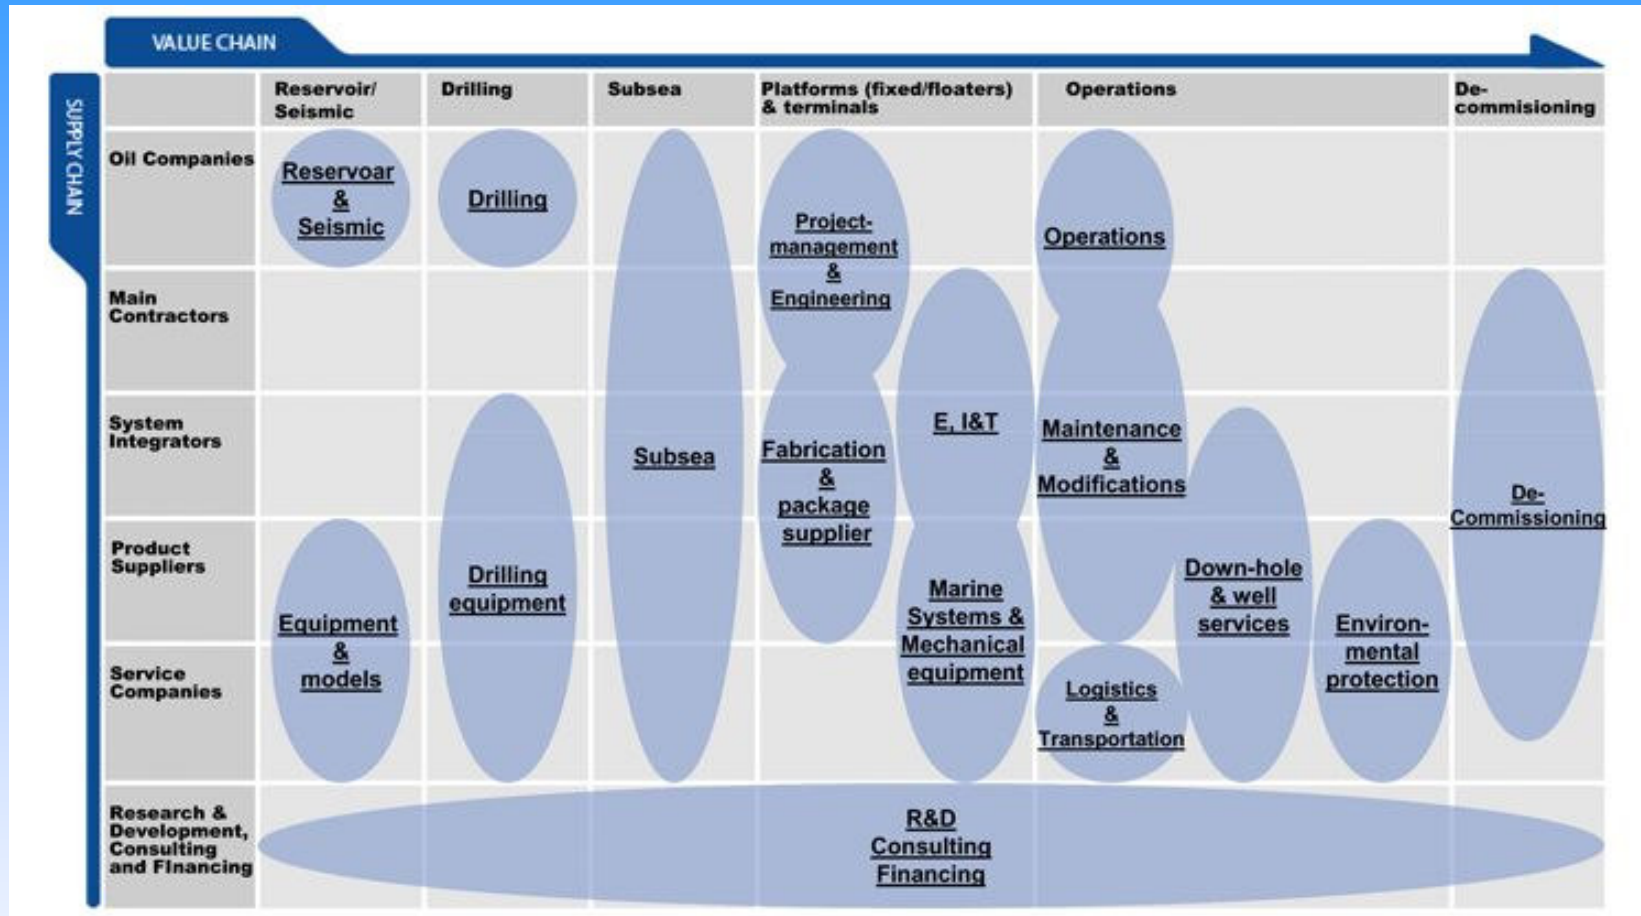 VALUE CHAIN
SUPPLY CHAIN
Reservoir/
Seismic
Drilling
Subsea
Platforms (fixed/floaters)
& terminals
Operations
De-
commisioning
Oil Companies
Reservoar
&
Seismic
Drilling
Project-
management
&
Engineering
Operations
Main
Contractors
System
Integrators
Subsea
Fabrication
&
package
supplier
E, I&T
Maintenance
&
Modifications
De-
Commissioning
Product
Suppliers
Equipment
&
models
Drilling
equipment
Marine
Systems &
Mechanical
equipment
Down-hole
& well
services
Environ-
mental
protection
Service
Companies
Logistics
&
Transportation
Research &
Development,
Consulting
and FInancing
R&D
Consulting
Financing